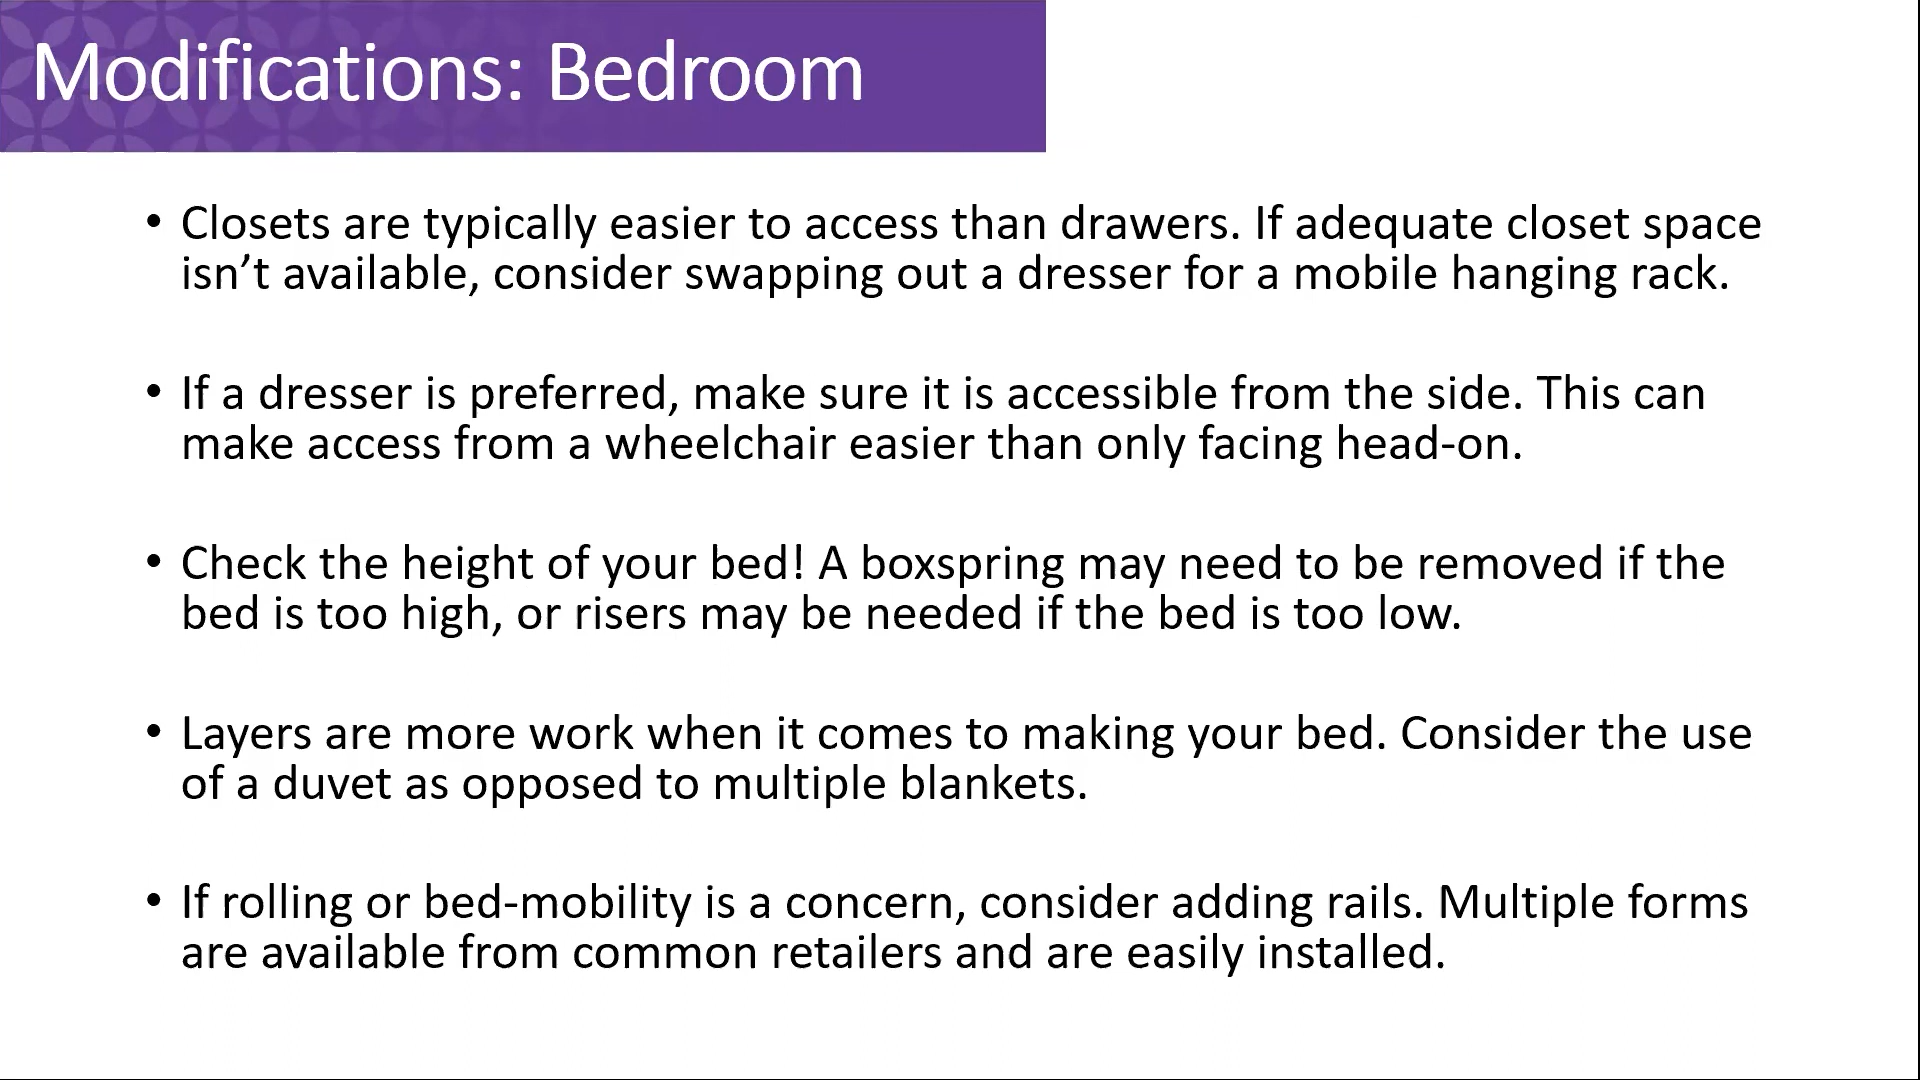 Modifications: Bedroom
• Closets are typically easier to access than drawers. If adequate closet space
isn’t available, consider swapping out a dresser for a mobile hanging rack.
• If a dresser is preferred, make sure it is accessible from the side. This can
make access from a wheelchair easier than only facing head-on.
• Check the height of your bed! A boxspring may need to be removed if the
bed is too high, or risers may be needed if the bed is too low.
• Layers are more work when it comes to making your bed. Consider the use
of a duvet as opposed to multiple blankets.
• If rolling or bed-mobility is a concern, consider adding rails. Multiple forms
are available from common retailers and are easily installed.